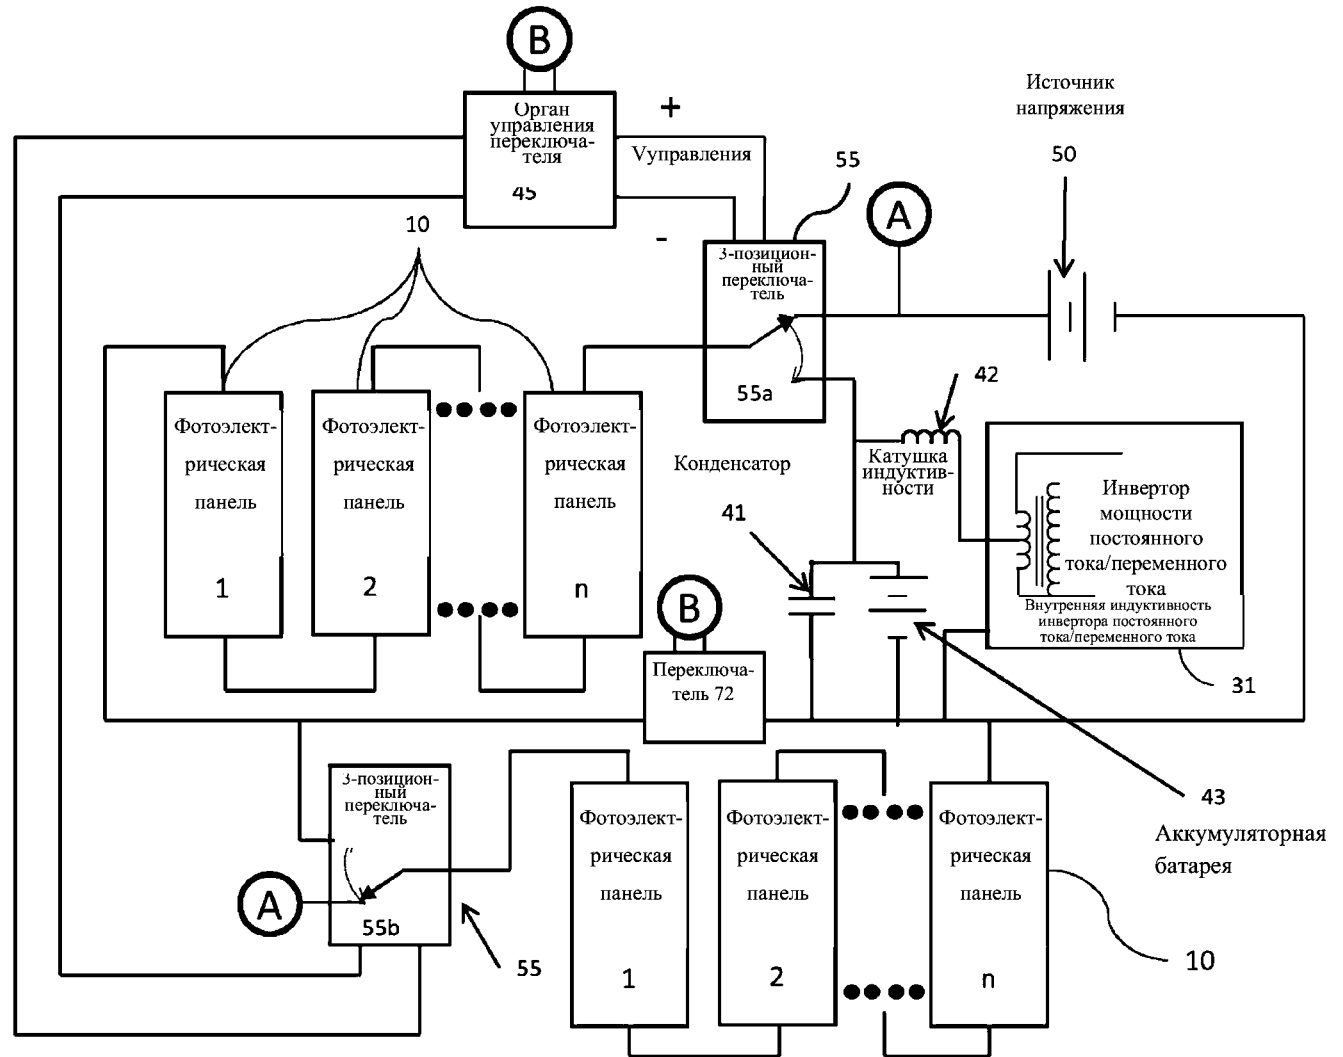 B
Орган
управления
переключа-
теля
45
+
Vуправления
-
55
Источник
напряжения
50
A
10
3-позицион-
ный
переключа-
тель
55a
42
Катушка
индуктив-
ности
Фотоэлект-
рическая
панель
1
Фотоэлект-
рическая
панель
2
Фотоэлект-
рическая
панель
n
Конденсатор
41
Инвертор
мощности
постоянного
тока/переменного
тока
Внутренняя индуктивность
инвертора постоянного
тока/переменного тока
31
B
Переключа-
тель 72
43
Аккумуляторная
батарея
3-позицион-
ный
переключа-
тель
55b
A
55
Фотоэлект-
рическая
панель
1
Фотоэлект-
рическая
панель
2
Фотоэлект-
рическая
панель
n
10